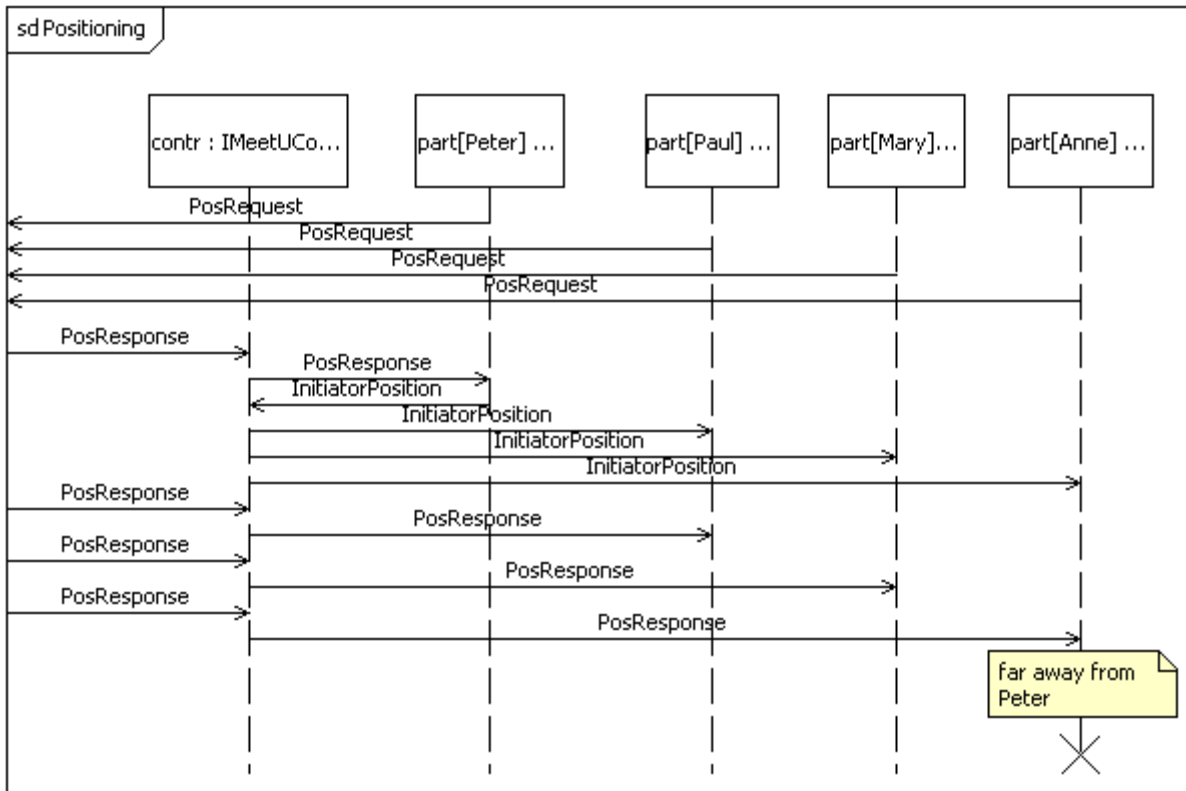 sd Positioning
contr : IMeetUCo...
part[Peter] ...
part[Paul] ...
part[Mary]...
part[Anne] ...
PosRequest
PosRequest
PosRequest
PosRequest
PosResponse
PosResponse
InitiatorPosition
InitiatorPosition
InitiatorPosition
InitiatorPosition
PosResponse
PosResponse
PosResponse
PosResponse
PosResponse
PosResponse
far away from
Peter